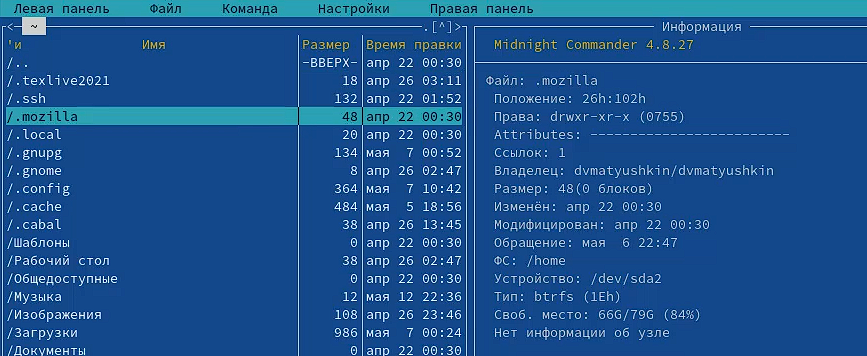 Левая панель Файл Команда Настройки Правая панель
<- ~ .[^]>
'и Имя Размер Время правки
/.. -ВВЕРХ- апр 22 00:30
/.texlive2021 18 апр 26 03:11
/.ssh 132 апр 22 01:52
/.mozilla 48 апр 22 00:30
/.local 20 апр 22 00:30
/.gnupg 134 мая 7 00:52
/.gnome 8 апр 26 02:47
/.config 364 мая 7 10:42
/.cache 484 мая 5 18:56
/.cabal 38 апр 26 13:45
/Шаблоны 0 апр 22 00:30
/Рабочий стол 38 апр 26 02:47
/Общедоступные 0 апр 22 00:30
/Музыка 12 мая 12 22:36
/Изображения 108 апр 26 23:46
/Загрузки 986 мая 7 00:24
/Документы 0 апр 22 00:30
Информация
Midnight Commander 4.8.27
Файл: .mozilla
Положение: 26h:102h
Права: drwxr-xr-x (0755)
Attributes: -------------------------
Ссылок: 1
Владелец: dvmatyushkin/dvmatyushkin
Размер: 48(0 блоков)
Изменён: апр 22 00:30
Модифицирован: апр 22 00:30
Обращение: мая 6 22:47
ФС: /home
Устройство: /dev/sda2
Тип: btrfs (1Eh)
Своб. место: 66G/79G (84%)
Нет информации об узле